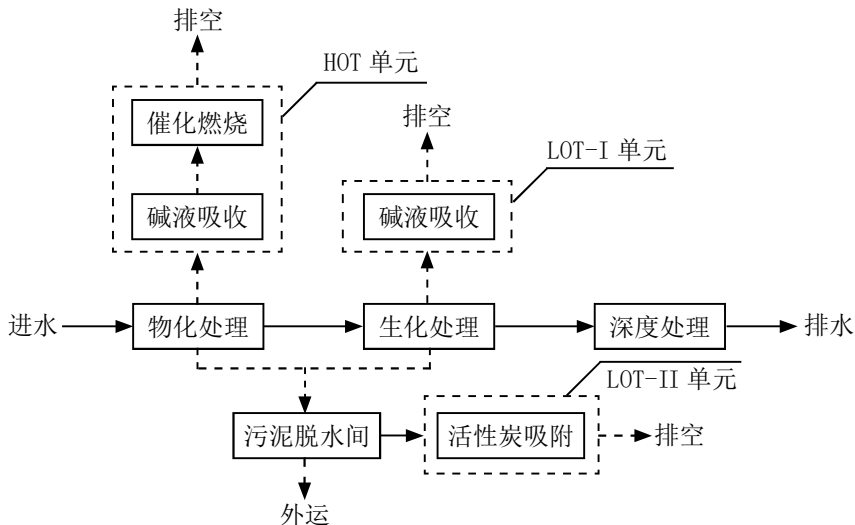 排空
HOT 单元
催化燃烧
排空
LOT-I 单元
碱液吸收
碱液吸收
进水
物化处理
生化处理
深度处理
排水
LOT-II 单元
污泥脱水间
活性炭吸附
排空
外运